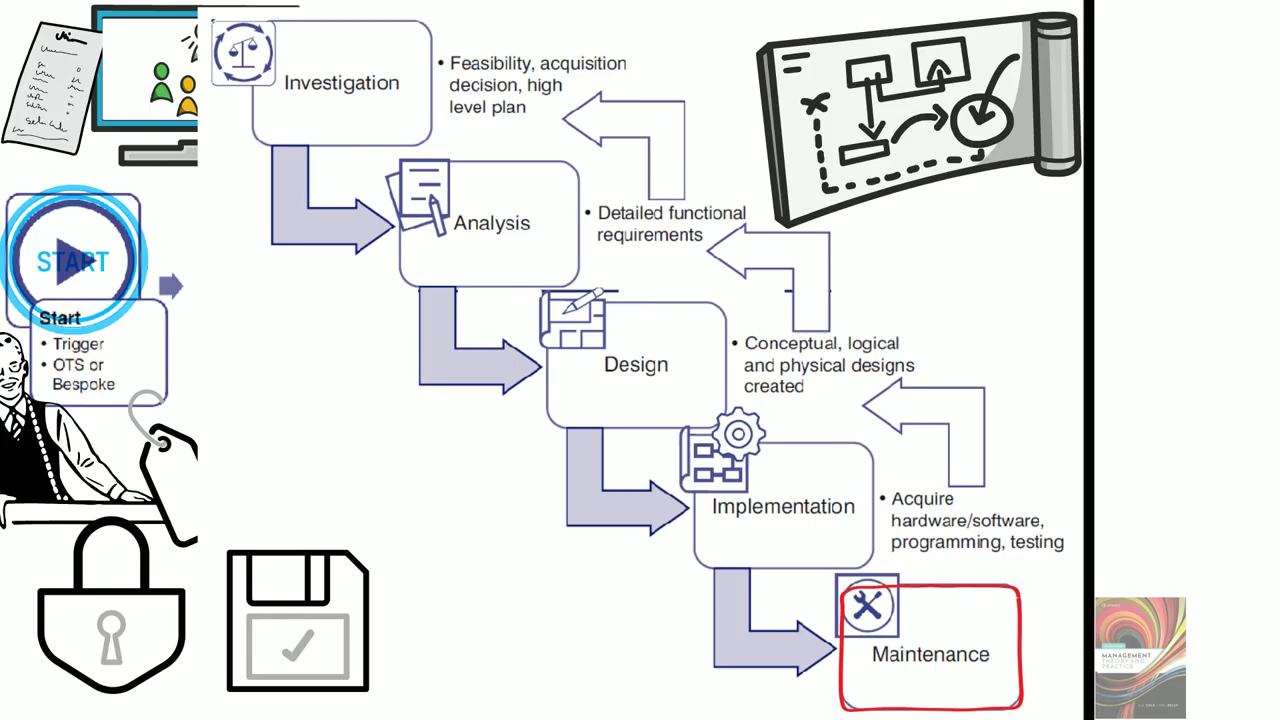 Investigation
• Feasibility, acquisition
decision, high
level plan
Analysis
• Detailed functional
requirements
START
Start
• Trigger
• OTS or
Bespoke
Design
• Conceptual, logical
and physical designs
created
Implementation
• Acquire
hardware/software,
programming, testing
Maintenance
MANAGEMENT
THEORY AND
PRACTICE